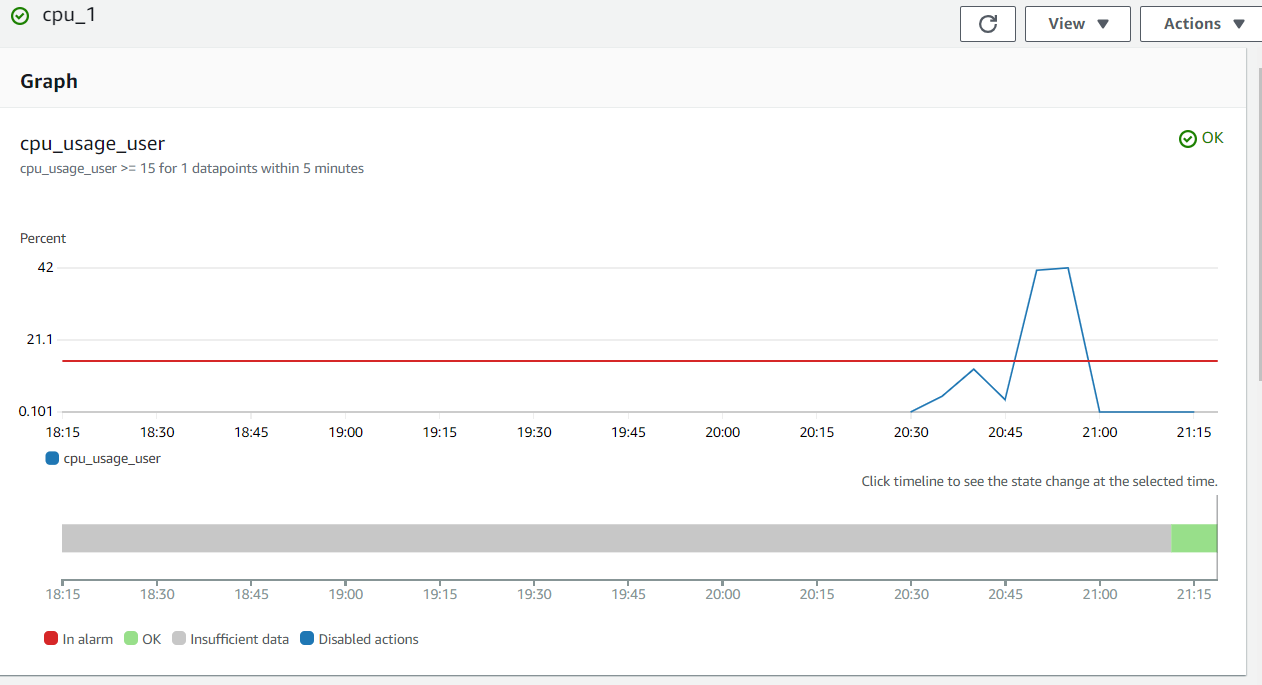 cpu_1
View
Actions
Graph
cpu_usage_user
OK
cpu_usage_user >= 15 for 1 datapoints within 5 minutes
Percent
42
21.1
0.101
18:15 18:30 18:45 19:00 19:15 19:30 19:45 20:00 20:15 20:30 20:45 21:00 21:15
cpu_usage_user
Click timeline to see the state change at the selected time.
18:15 18:30 18:45 19:00 19:15 19:30 19:45 20:00 20:15 20:30 20:45 21:00 21:15
In alarm OK Insufficient data Disabled actions